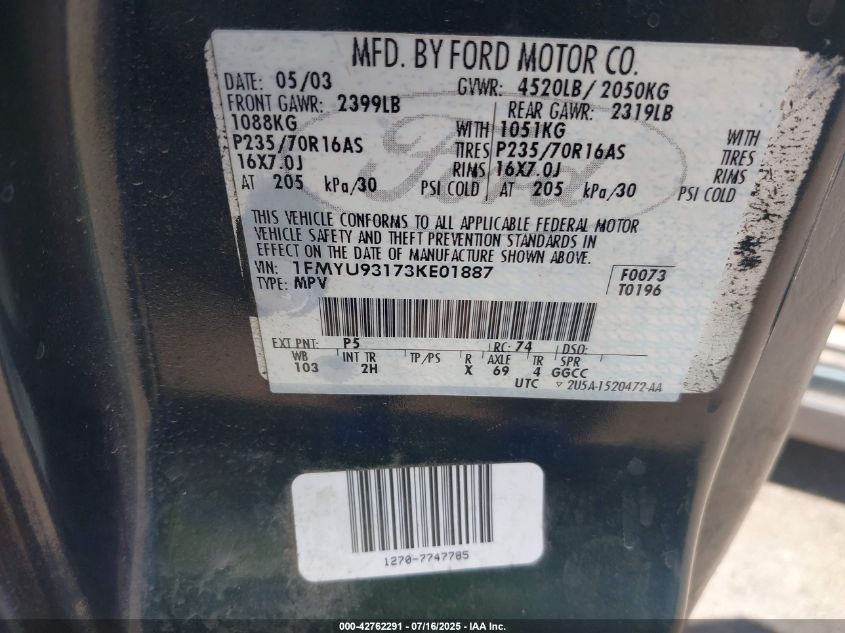 MFD. BY FORD MOTOR CO.
DATE: 05/03 GVWR: 4520LB/ 2050KG
FRONT GAWR: 2399LB REAR GAWR: 2319LB
1088KG WITH 1051KG WITH
P235/70R16AS TIRES P235/70R16AS TIRES
16X7.0J RIMS 16X7.0J RIMS
AT 205 kPa/30 PSI COLD AT 205 kPa/30 PSI COLD
Ford
THIS VEHICLE CONFORMS TO ALL APPLICABLE FEDERAL MOTOR
VEHICLE SAFETY AND THEFT PREVENTION STANDARDS IN
EFFECT ON THE DATE OF MANUFACTURE SHOWN ABOVE.
VIN: 1FMYU93173KE01887 F0073
TYPE: MPV T0196
EXT PNT: P5 RC: 74 DSO:
WB INT TR TP/PS R AXLE TR SPR
103 2H X 69 4 GGCC
UTC ▿ 2U5A-1520472-AA
1270-7747785
000-42762291 - 07/16/2025 - IAA Inc.